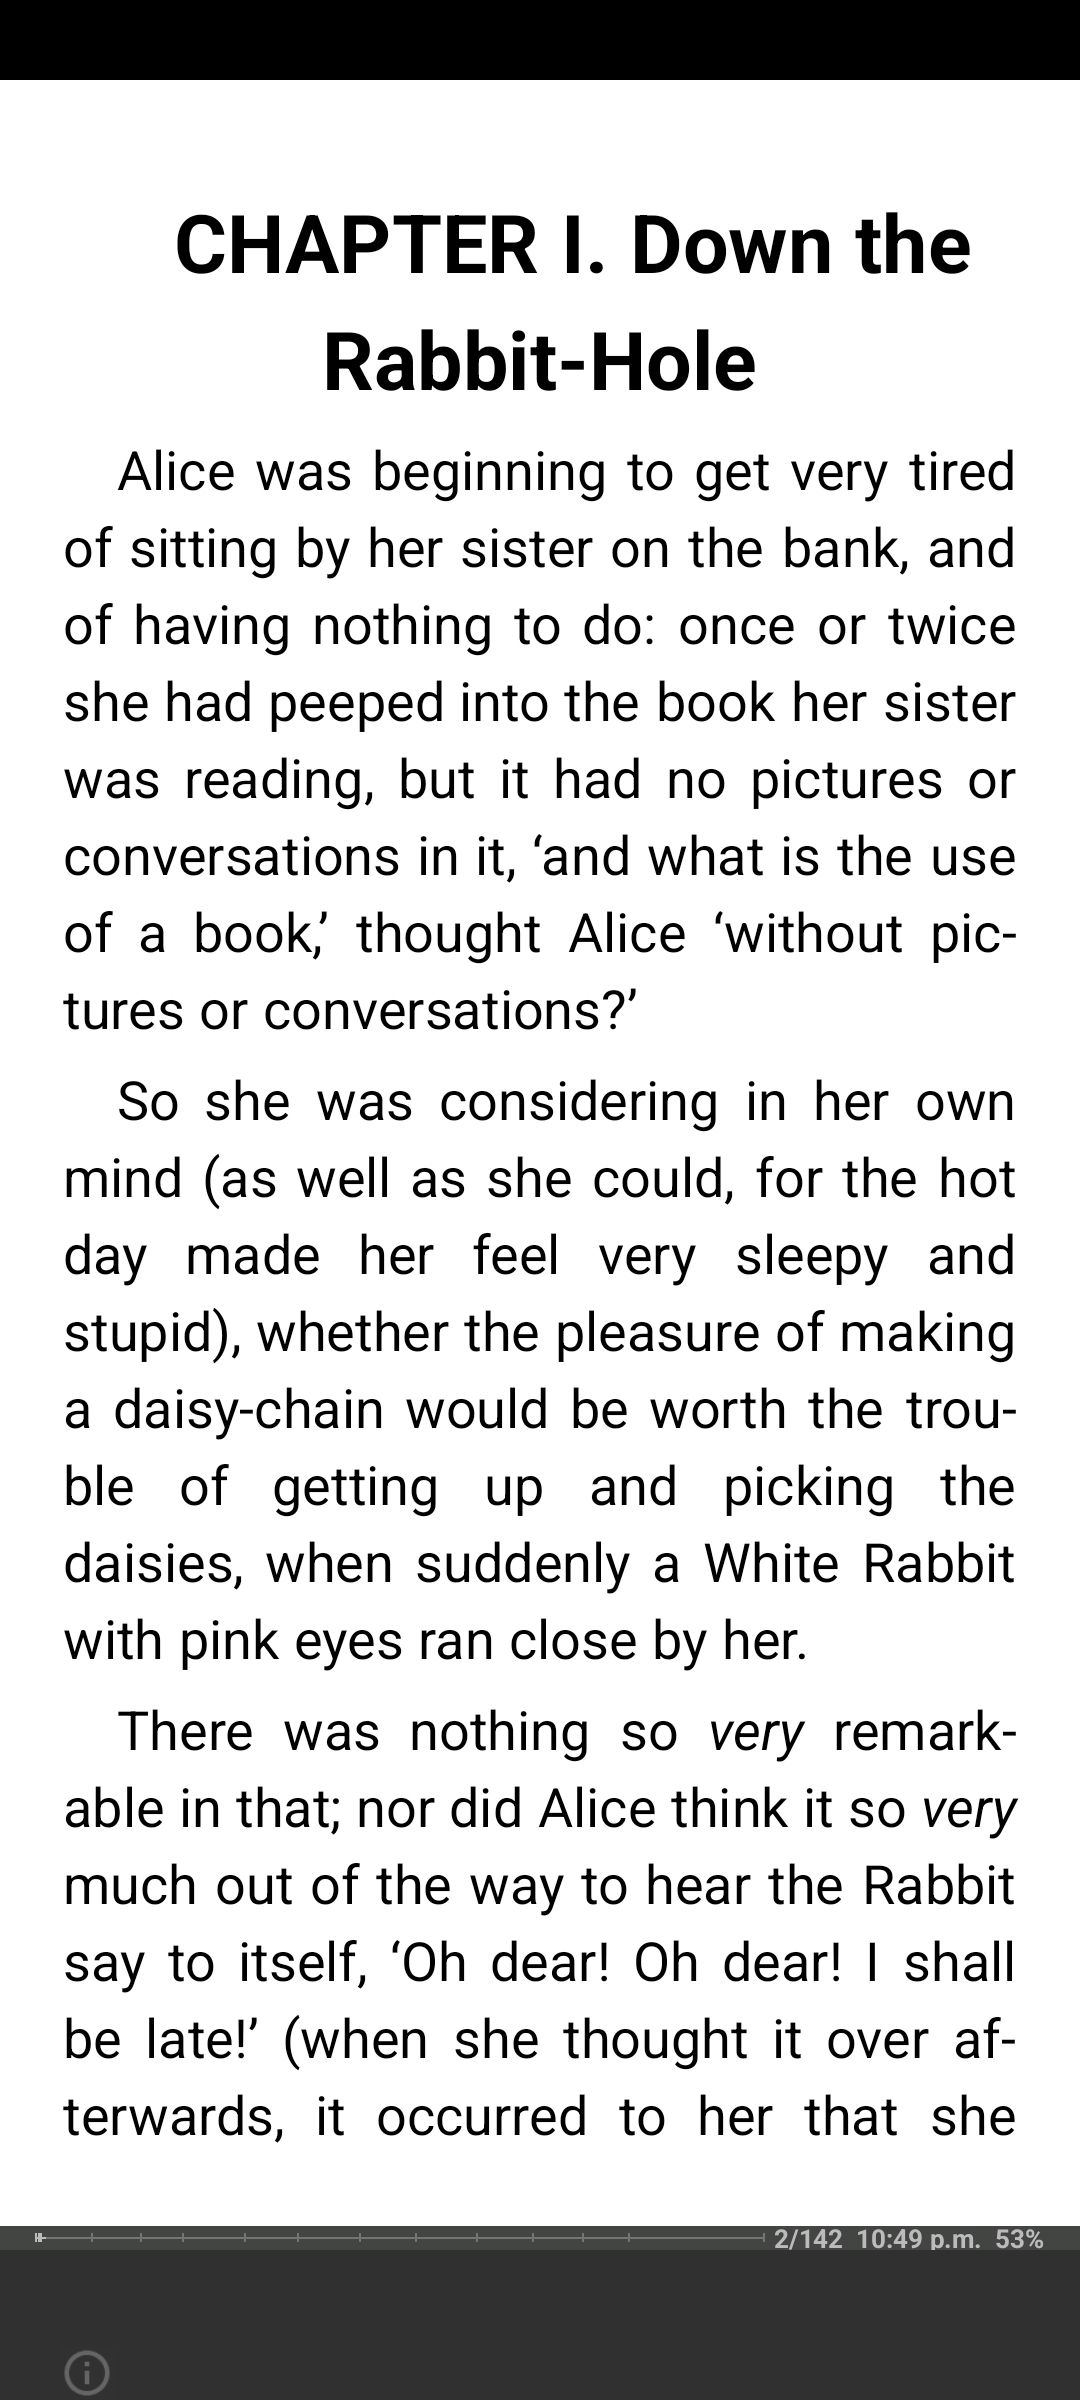 CHAPTER I. Down the
Rabbit-Hole
Alice was beginning to get very tired
of sitting by her sister on the bank, and
of having nothing to do: once or twice
she had peeped into the book her sister
was reading, but it had no pictures or
conversations in it, ‘and what is the use
of a book,’ thought Alice ‘without pic-
tures or conversations?’
So she was considering in her own
mind (as well as she could, for the hot
day made her feel very sleepy and
stupid), whether the pleasure of making
a daisy-chain would be worth the trou-
ble of getting up and picking the
daisies, when suddenly a White Rabbit
with pink eyes ran close by her.
There was nothing so very remark-
able in that; nor did Alice think it so very
much out of the way to hear the Rabbit
say to itself, ‘Oh dear! Oh dear! I shall
be late!’ (when she thought it over af-
terwards, it occurred to her that she
2/142 10:49 p.m. 53%